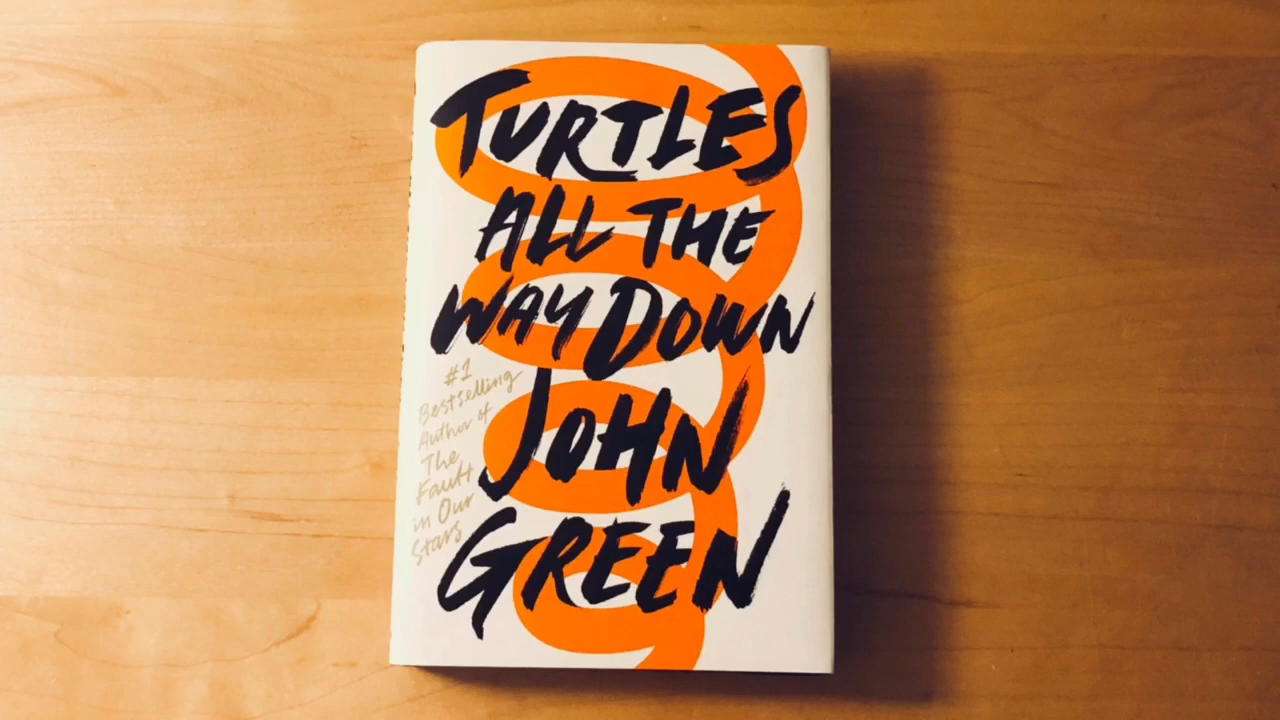 TURTLES
ALL THE
WAY DOWN
#1
Bestselling
Author of
The
Fault
in Our
Stars
JOHN
GREEN